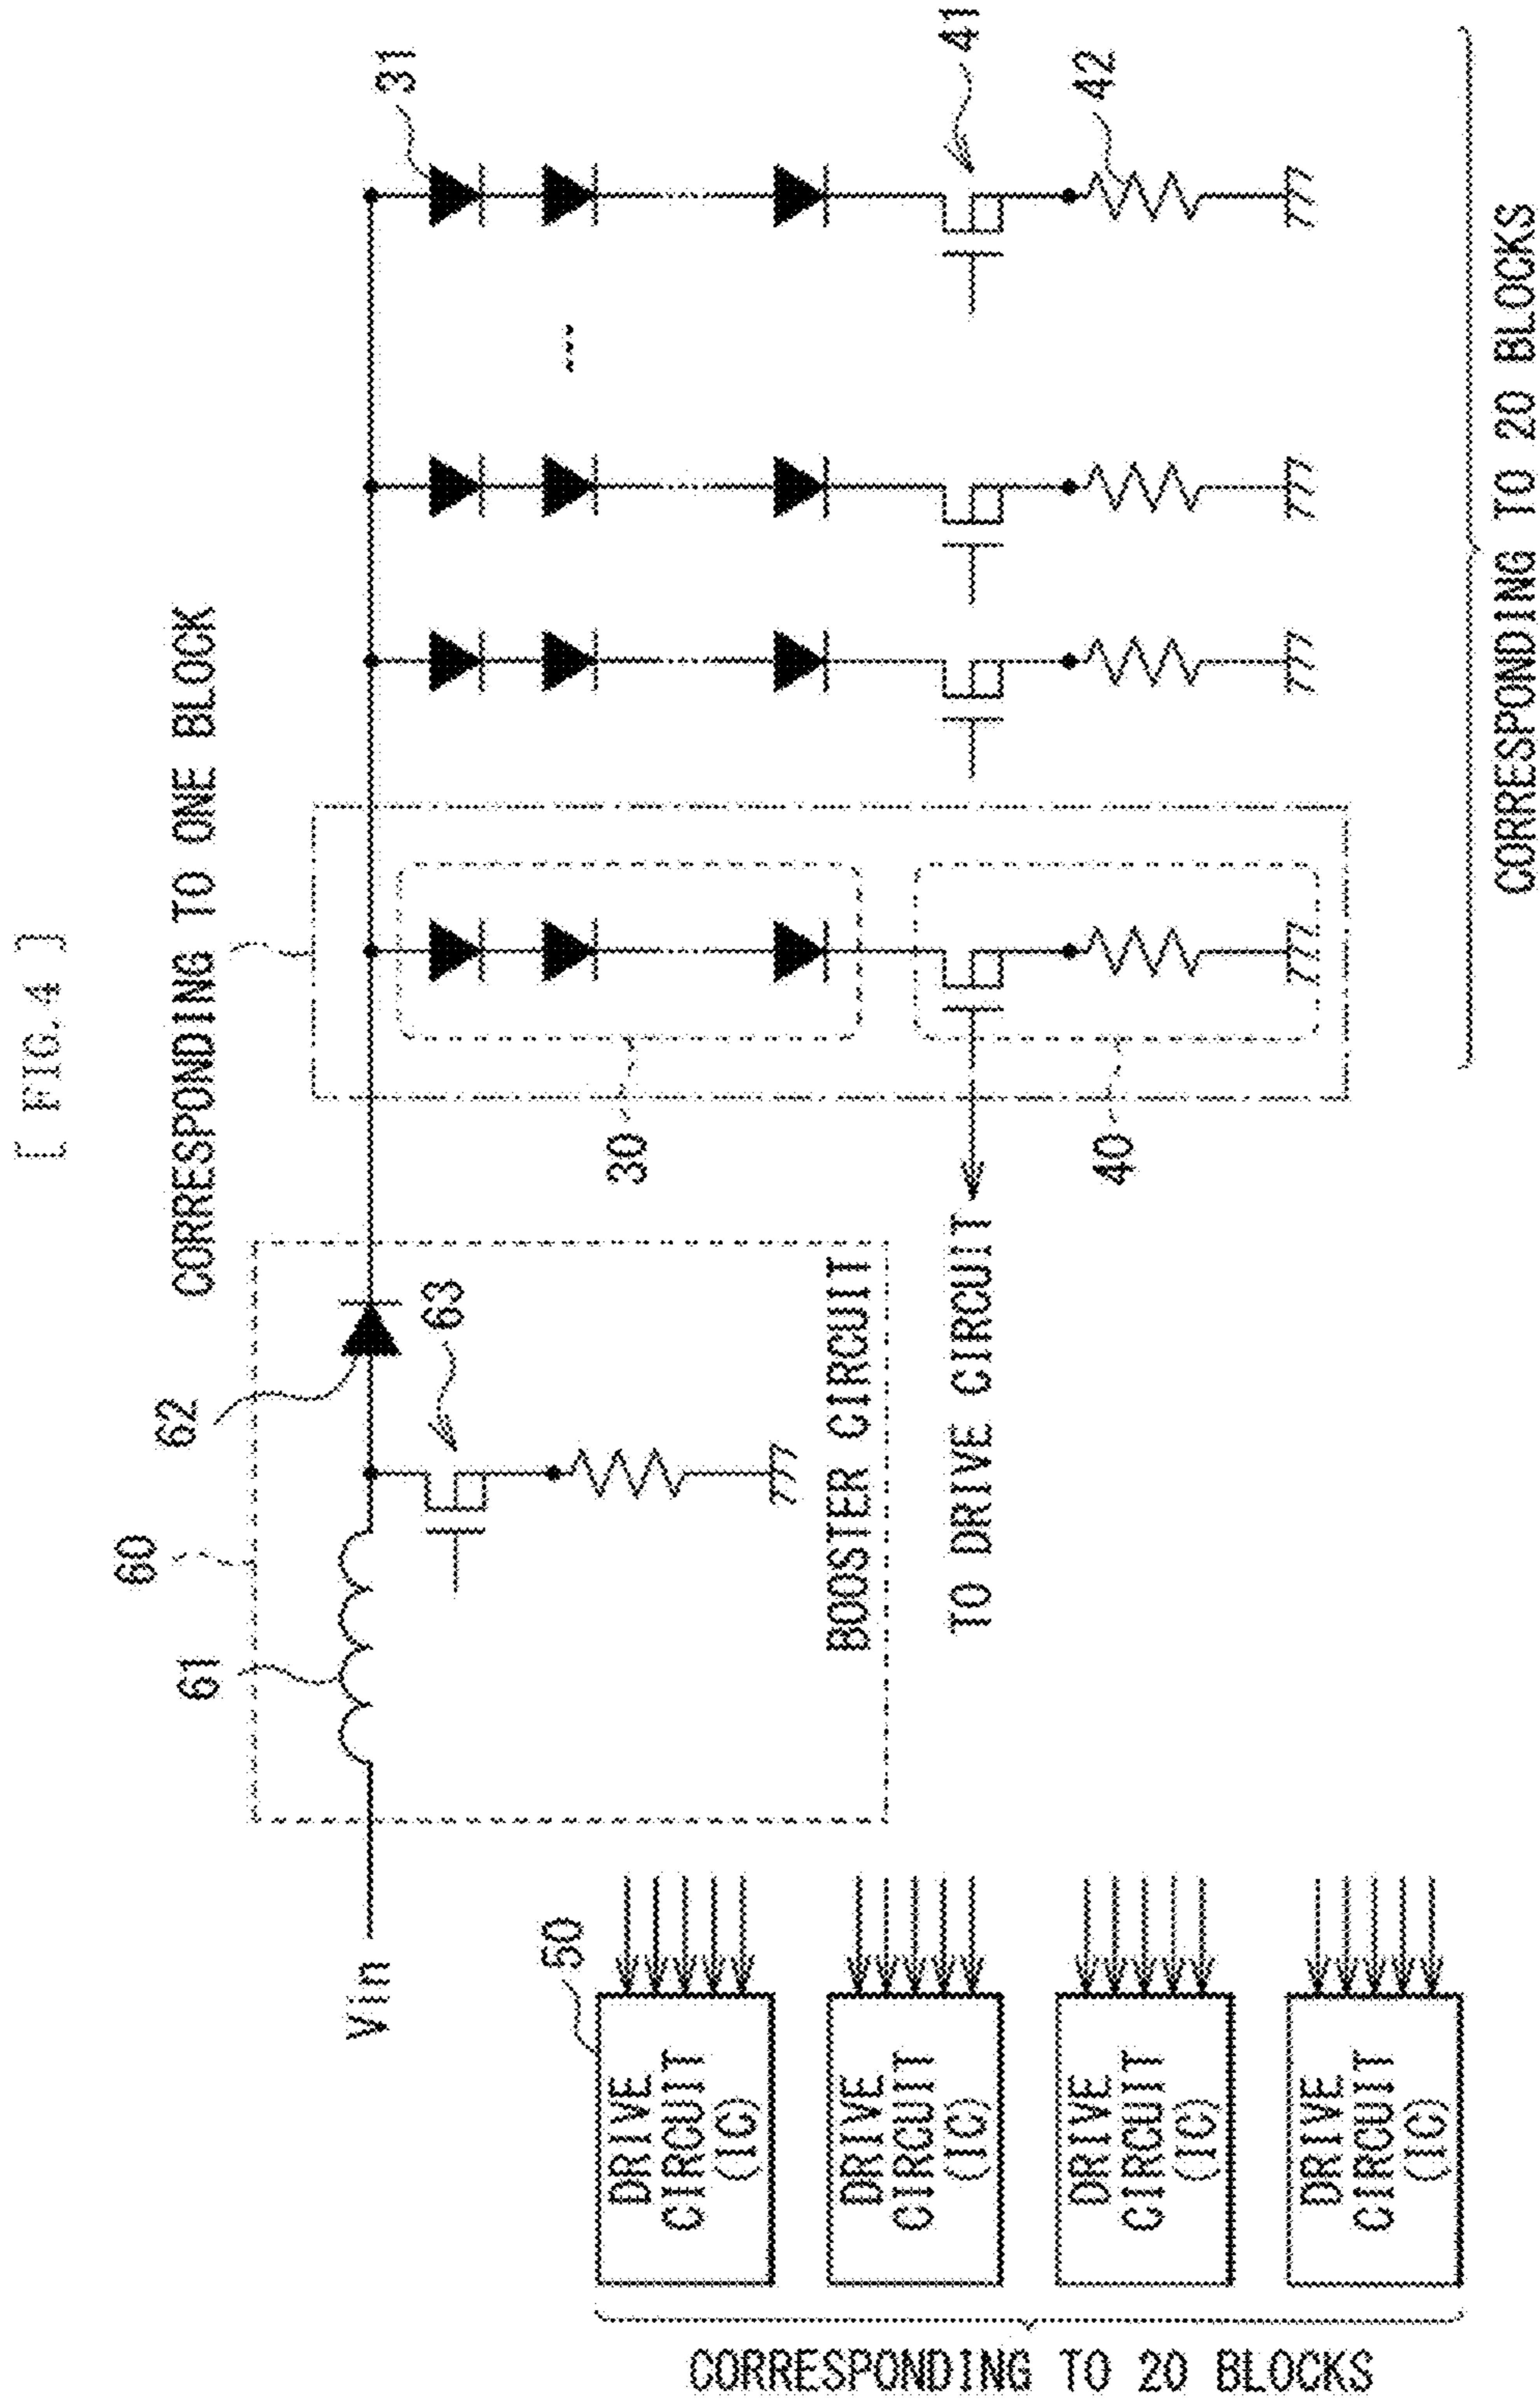 [ FIG.4 ]
CORRESPONDING TO ONE BLOCK
60
61
62
63
31
Vin
BOOSTER CIRCUIT
30
TO DRIVE CIRCUIT
40
41
42
50
DRIVE
CIRCUIT
(IC)
DRIVE
CIRCUIT
(IC)
DRIVE
CIRCUIT
(IC)
DRIVE
CIRCUIT
(IC)
CORRESPONDING TO 20 BLOCKS
CORRESPONDING TO 20 BLOCKS